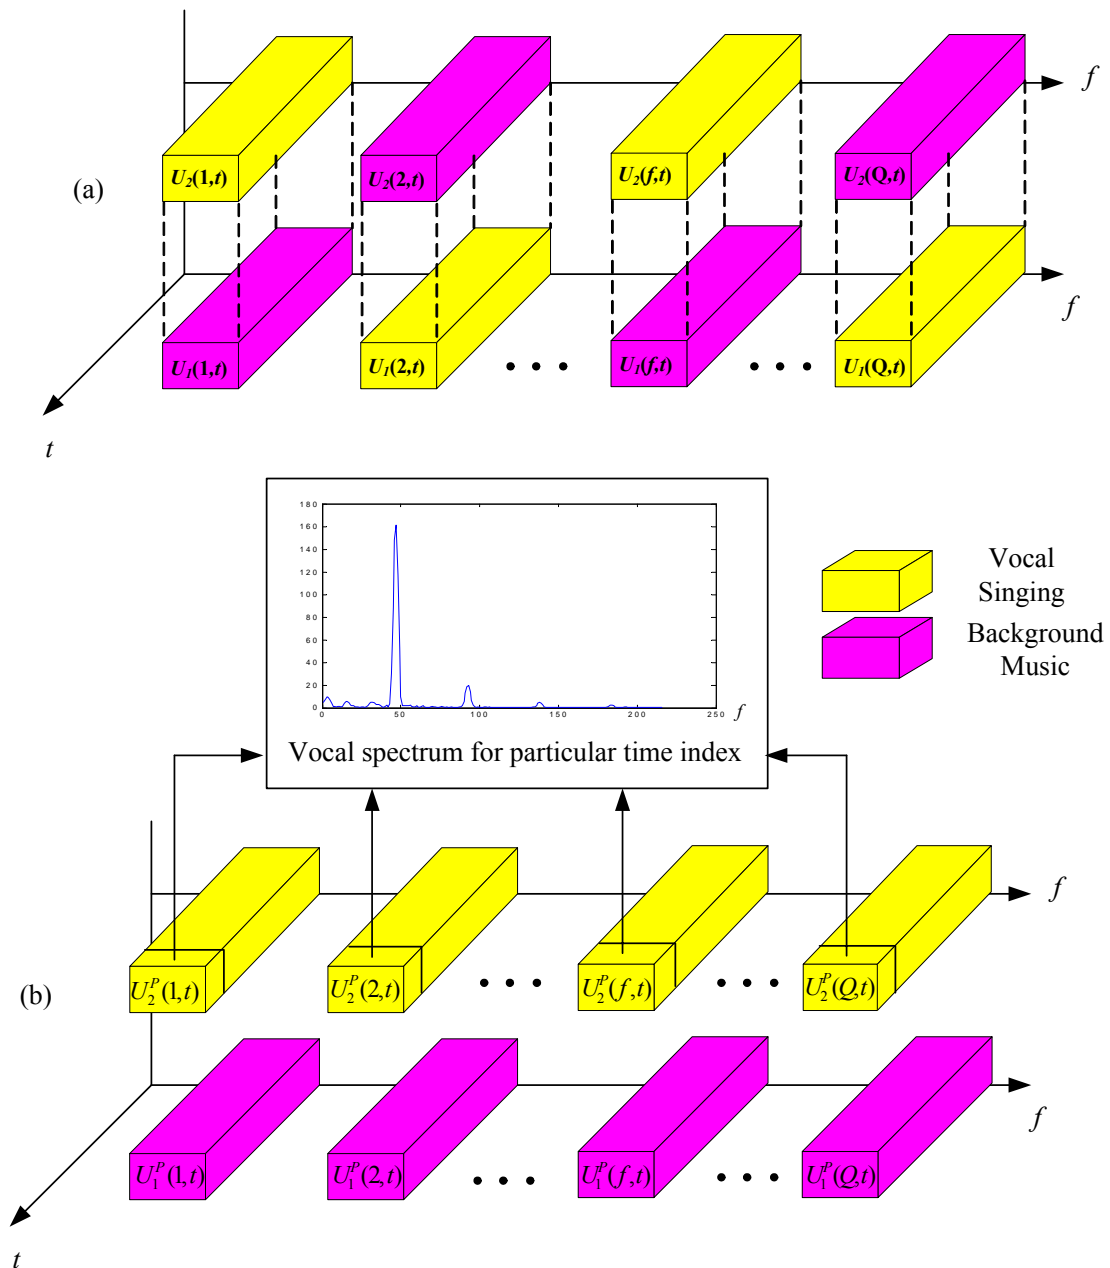 f
U2(1,t) U2(2,t) U2(f,t) U2(Q,t)
(a)
f
U1(1,t) U1(2,t) • • • U1(f,t) • • • U1(Q,t)
t
180
160
140
120
100
80
60
40
20
0
0 50 100 150 200 250 f
Vocal spectrum for particular time index
Vocal
Singing
Background
Music
f
U₂ᴾ(1,t) U₂ᴾ(2,t) • • • U₂ᴾ(f,t) • • • U₂ᴾ(Q,t)
(b)
f
U₁ᴾ(1,t) U₁ᴾ(2,t) • • • U₁ᴾ(f,t) • • • U₁ᴾ(Q,t)
t